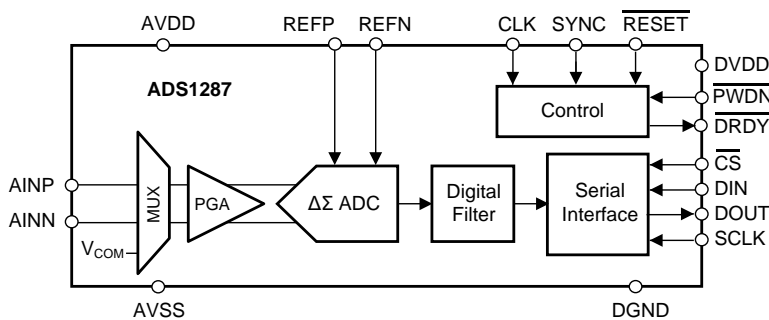 AVDD
REFP
REFN
CLK
SYNC
RESET
DVDD
ADS1287
Control
PWDN
DRDY
AINP
AINN
MUX
PGA
ΔΣ ADC
Digital
Filter
Serial
Interface
CS
DIN
DOUT
SCLK
VCOM
AVSS
DGND